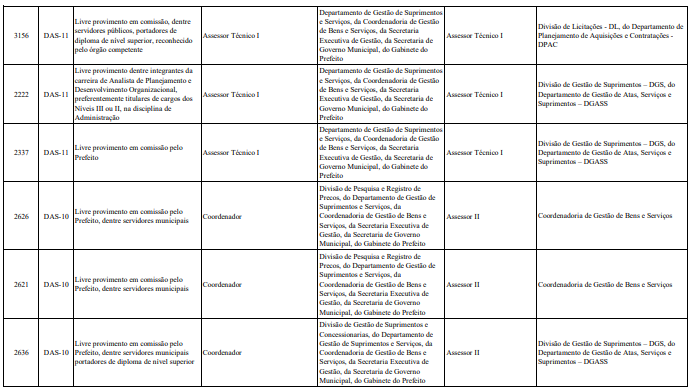 3156
DAS-11
Livre provimento em comissão, dentre
servidores públicos, portadores de
diploma de nível superior, reconhecido
pelo órgão competente
Assessor Técnico I
Departamento de Gestão de Suprimentos
e Serviços, da Coordenadoria de Gestão
de Bens e Serviços, da Secretaria
Executiva de Gestão, da Secretaria de
Governo Municipal, do Gabinete do
Prefeito
Assessor Técnico I
Divisão de Licitações - DL, do Departamento de
Planejamento de Aquisições e Contratações -
DPAC
2222
DAS-11
Livre provimento dentre integrantes da
carreira de Analista de Planejamento e
Desenvolvimento Organizacional,
preferentemente titulares de cargos dos
Níveis III ou II, na disciplina de
Administração
Assessor Técnico I
Departamento de Gestão de Suprimentos
e Serviços, da Coordenadoria de Gestão
de Bens e Serviços, da Secretaria
Executiva de Gestão, da Secretaria de
Governo Municipal, do Gabinete do
Prefeito
Assessor Técnico I
Divisão de Gestão de Suprimentos – DGS, do
Departamento de Gestão de Atas, Serviços e
Suprimentos – DGASS
2337
DAS-11
Livre provimento em comissão pelo
Prefeito
Assessor Técnico I
Departamento de Gestão de Suprimentos
e Serviços, da Coordenadoria de Gestão
de Bens e Serviços, da Secretaria
Executiva de Gestão, da Secretaria de
Governo Municipal, do Gabinete do
Prefeito
Assessor Técnico I
Divisão de Gestão de Suprimentos – DGS, do
Departamento de Gestão de Atas, Serviços e
Suprimentos – DGASS
2626
DAS-10
Livre provimento em comissão pelo
Prefeito, dentre servidores municipais
Coordenador
Divisão de Pesquisa e Registro de
Precos, do Departamento de Gestão de
Suprimentos e Serviços, da
Coordenadoria de Gestão de Bens e
Serviços, da Secretaria Executiva de
Gestão, da Secretaria de Governo
Municipal, do Gabinete do Prefeito
Assessor II
Coordenadoria de Gestão de Bens e Serviços
2621
DAS-10
Livre provimento em comissão pelo
Prefeito, dentre servidores municipais
Coordenador
Divisão de Pesquisa e Registro de
Precos, do Departamento de Gestão de
Suprimentos e Serviços, da
Coordenadoria de Gestão de Bens e
Serviços, da Secretaria Executiva de
Gestão, da Secretaria de Governo
Municipal, do Gabinete do Prefeito
Assessor II
Coordenadoria de Gestão de Bens e Serviços
2636
DAS-10
Livre provimento em comissão pelo
Prefeito, dentre servidores municipais
portadores de diploma de nível superior
Coordenador
Divisão de Gestão de Suprimentos e
Concessionarias, do Departamento de
Gestão de Suprimentos e Serviços, da
Coordenadoria de Gestão de Bens e
Serviços, da Secretaria Executiva de
Gestão, da Secretaria de Governo
Municipal, do Gabinete do Prefeito
Assessor II
Divisão de Gestão de Suprimentos – DGS, do
Departamento de Gestão de Atas, Serviços e
Suprimentos – DGASS